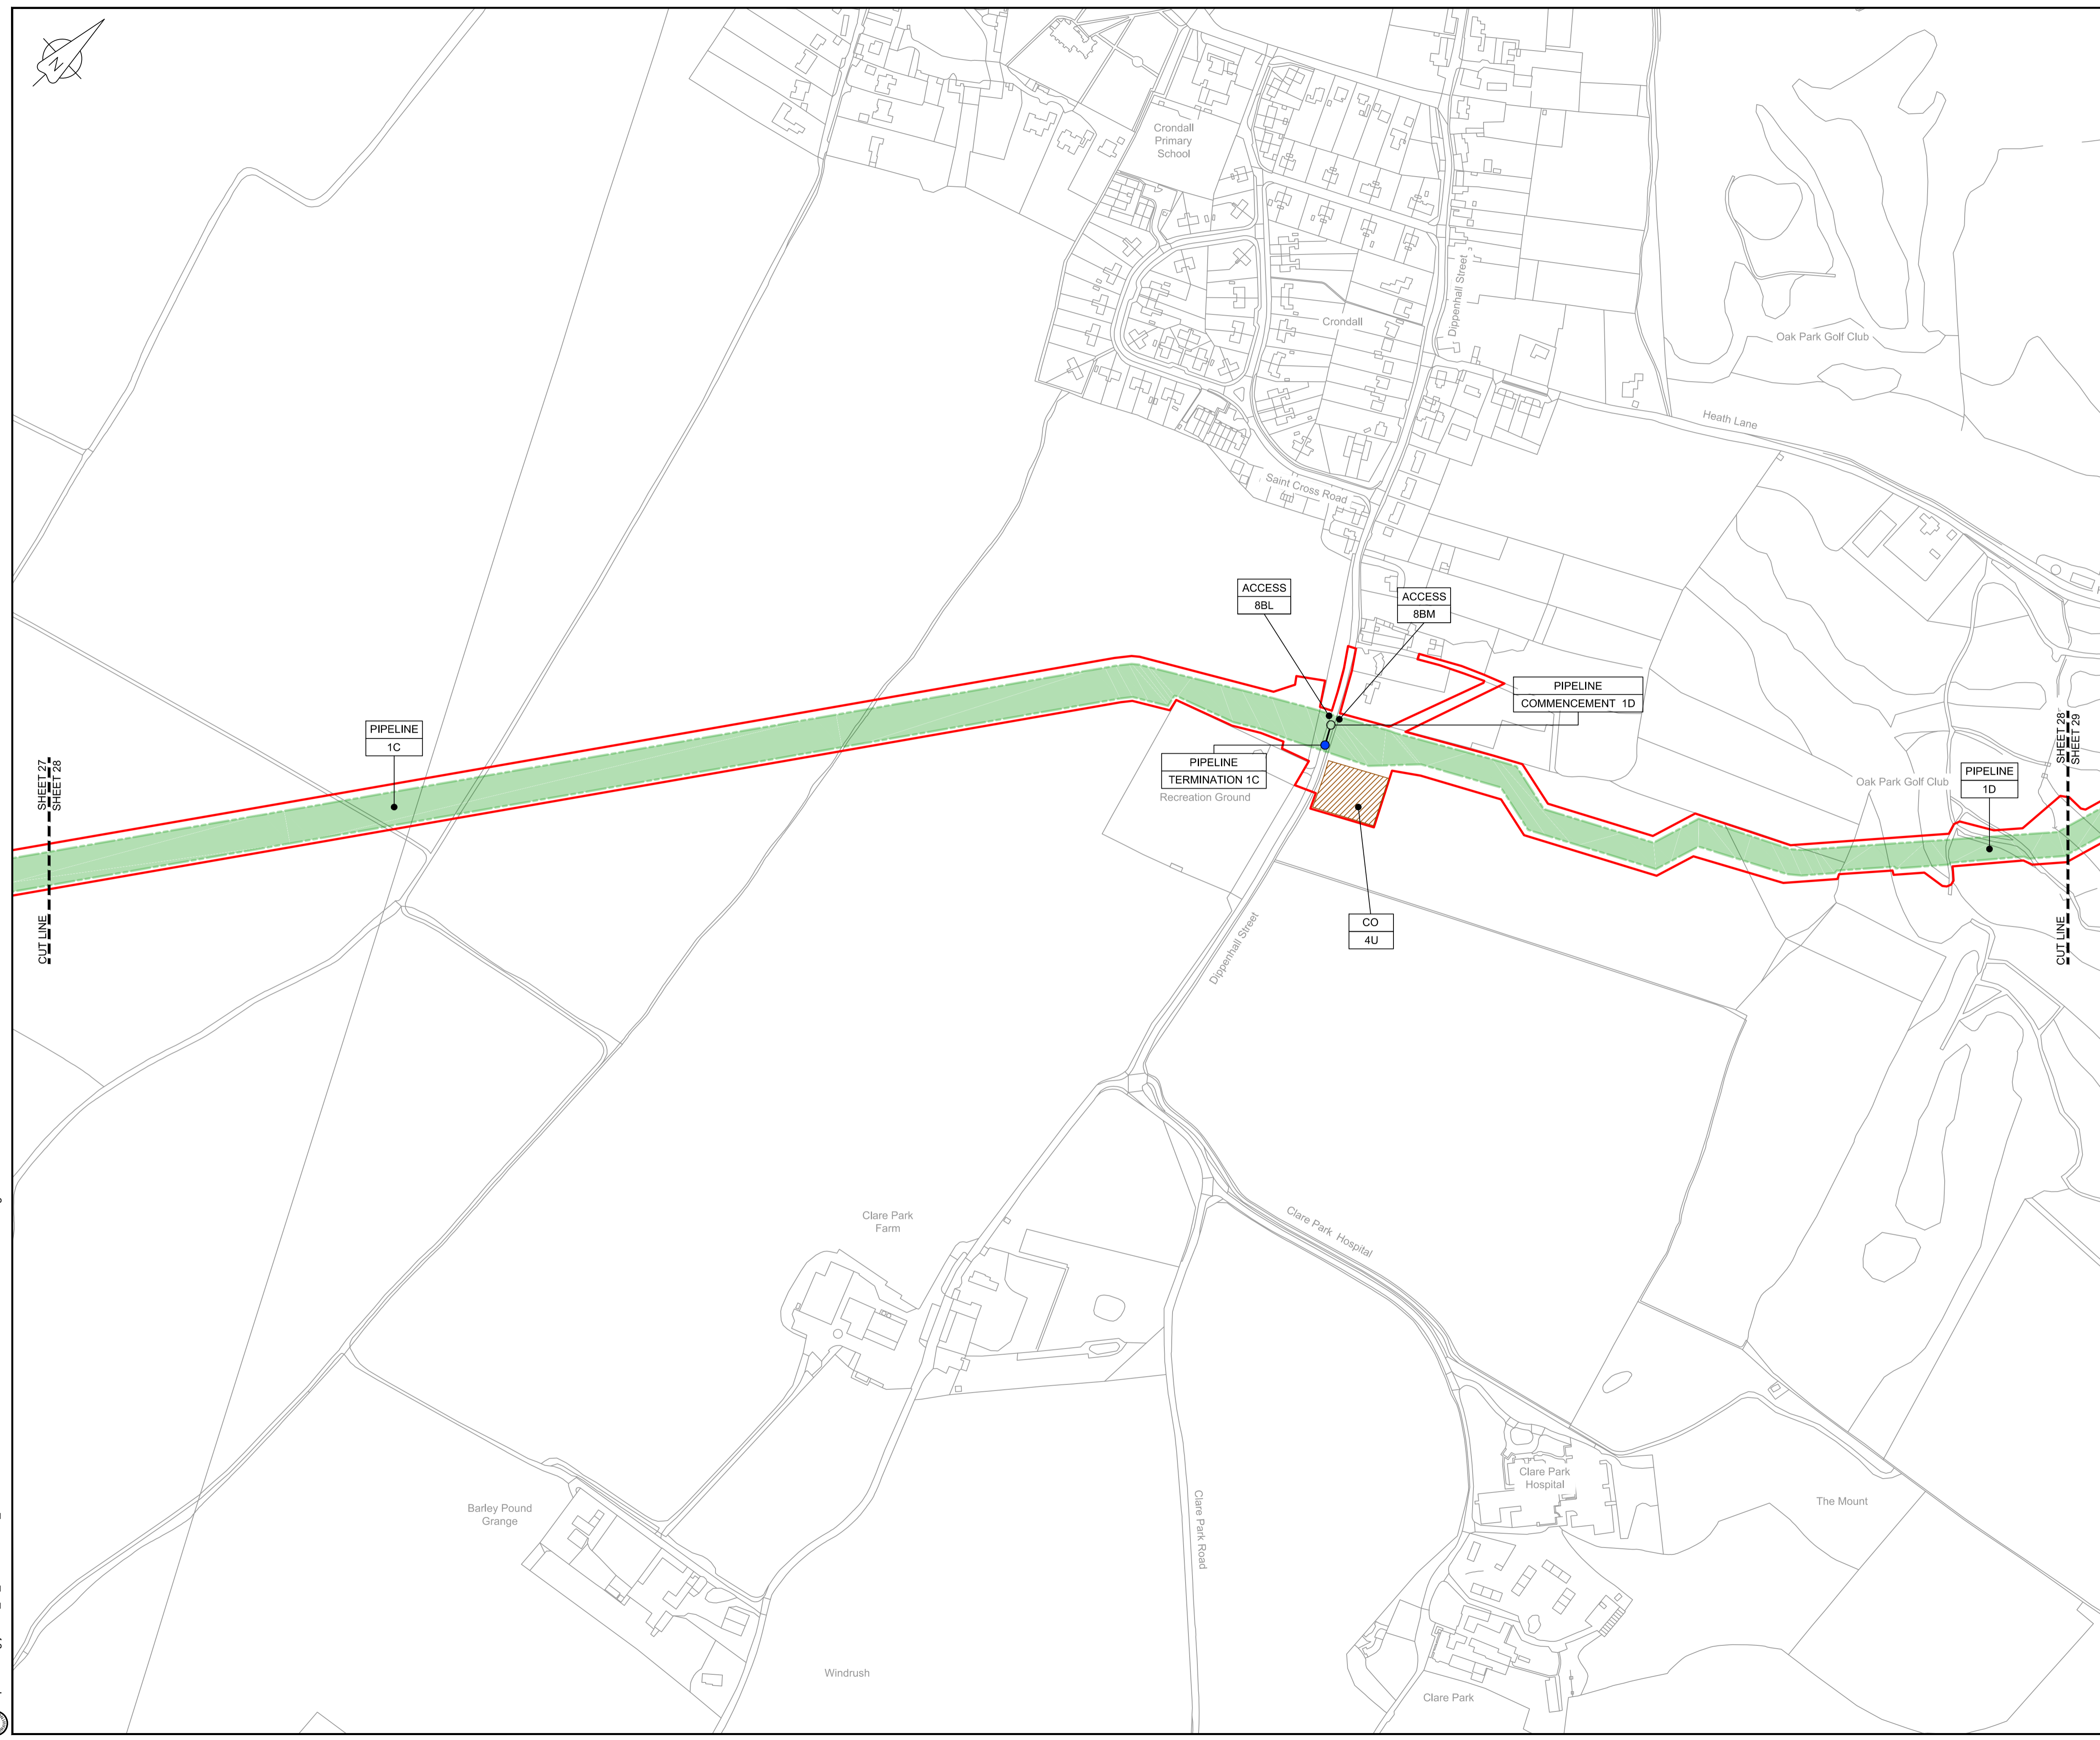 N
Crondall
Primary
School
Dippenhall Street
Crondall
Oak Park Golf Club
Heath Lane
Saint Cross Road
ACCESS
8BL
ACCESS
8BM
PIPELINE
COMMENCEMENT 1D
PIPELINE
1C
PIPELINE
TERMINATION 1C
Recreation Ground
SHEET 27
SHEET 28
CUT LINE
Oak Park Golf Club
PIPELINE
1D
SHEET 28
SHEET 29
CUT LINE
CO
4U
Dippenhall Street
Clare Park
Farm
Clare Park Hospital
Barley Pound
Grange
Clare Park Road
Clare Park
Hospital
The Mount
Windrush
Clare Park